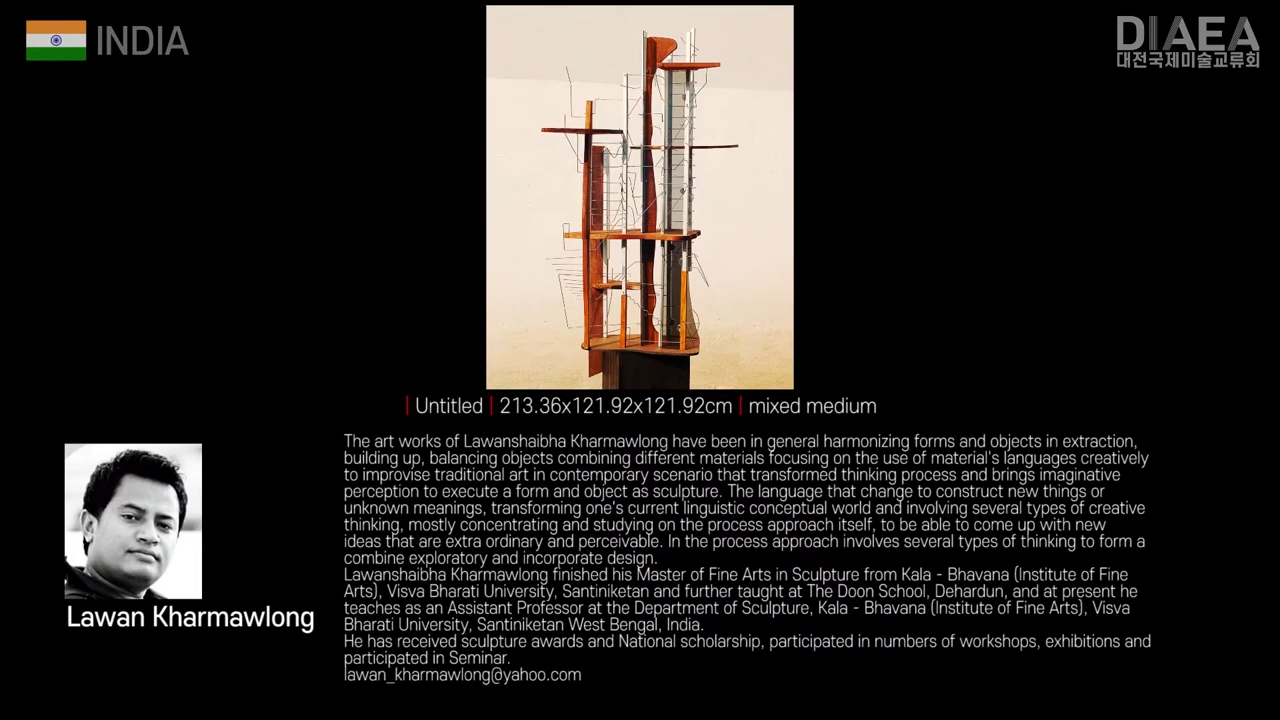 INDIA
DIAEA
대전국제미술교류회
| Untitled | 213.36x121.92x121.92cm | mixed medium
The art works of Lawanshaibha Kharmawlong have been in general harmonizing forms and objects in extraction,
building up, balancing objects combining different materials focusing on the use of material's languages creatively
to improvise traditional art in contemporary scenario that transformed thinking process and brings imaginative
perception to execute a form and object as sculpture. The language that change to construct new things or
unknown meanings, transforming one's current linguistic conceptual world and involving several types of creative
thinking, mostly concentrating and studying on the process approach itself, to be able to come up with new
ideas that are extra ordinary and perceivable. In the process approach involves several types of thinking to form a
combine exploratory and incorporate design.
Lawanshaibha Kharmawlong finished his Master of Fine Arts in Sculpture from Kala - Bhavana (Institute of Fine
Arts), Visva Bharati University, Santiniketan and further taught at The Doon School, Dehardun, and at present he
teaches as an Assistant Professor at the Department of Sculpture, Kala - Bhavana (Institute of Fine Arts), Visva
Bharati University, Santiniketan West Bengal, India.
He has received sculpture awards and National scholarship, participated in numbers of workshops, exhibitions and
participated in Seminar.
lawan_kharmawlong@yahoo.com
Lawan Kharmawlong